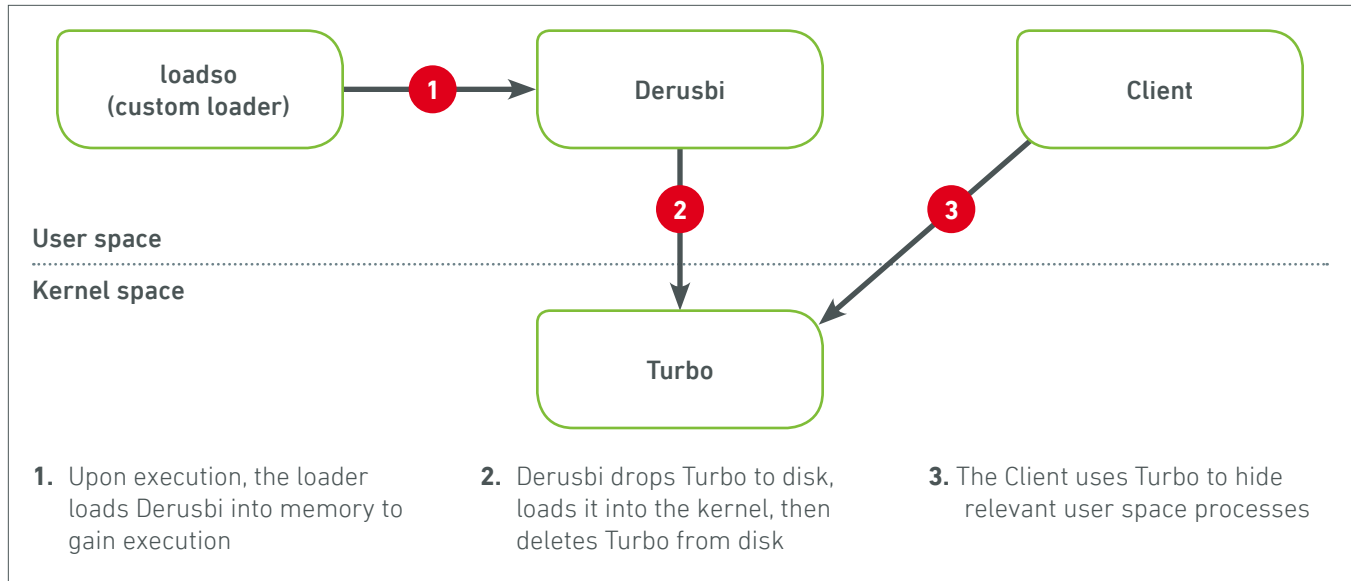 loadso
(custom loader)
1
Derusbi
Client
2
3
User space
Kernel space
Turbo
1. Upon execution, the loader
loads Derusbi into memory to
gain execution
2. Derusbi drops Turbo to disk,
loads it into the kernel, then
deletes Turbo from disk
3. The Client uses Turbo to hide
relevant user space processes